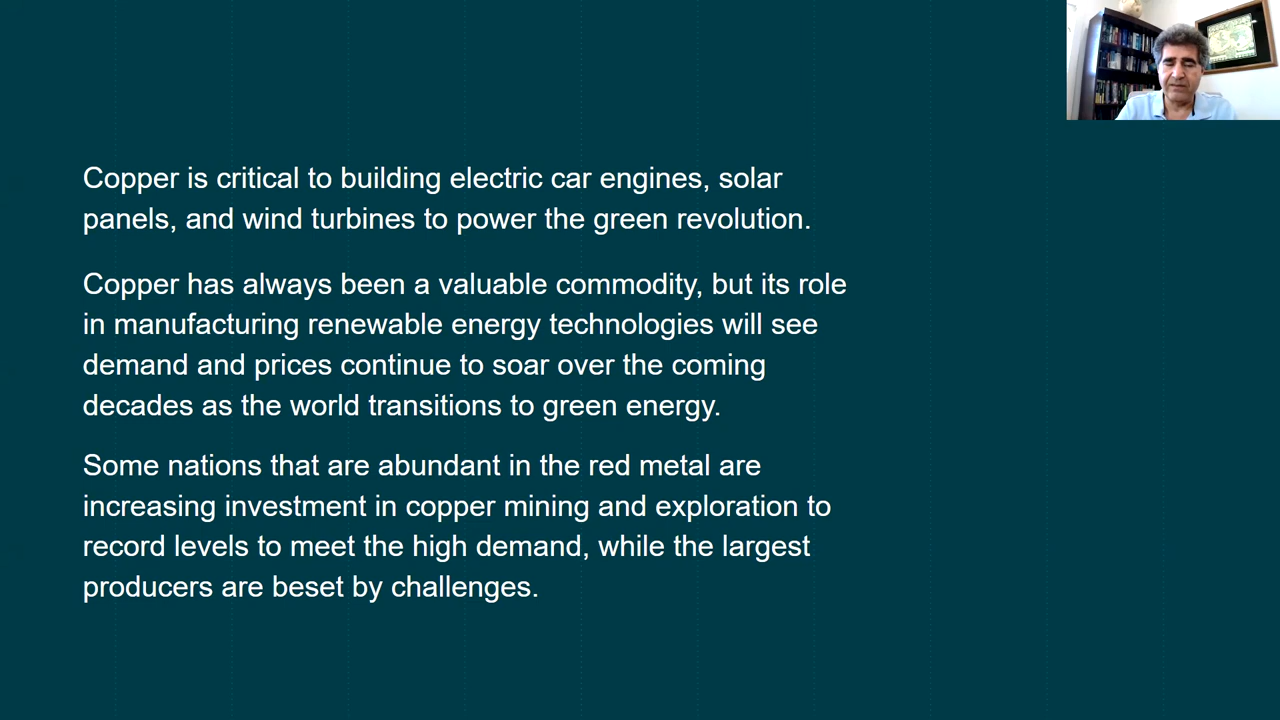 Copper is critical to building electric car engines, solar
panels, and wind turbines to power the green revolution.
Copper has always been a valuable commodity, but its role
in manufacturing renewable energy technologies will see
demand and prices continue to soar over the coming
decades as the world transitions to green energy.
Some nations that are abundant in the red metal are
increasing investment in copper mining and exploration to
record levels to meet the high demand, while the largest
producers are beset by challenges.